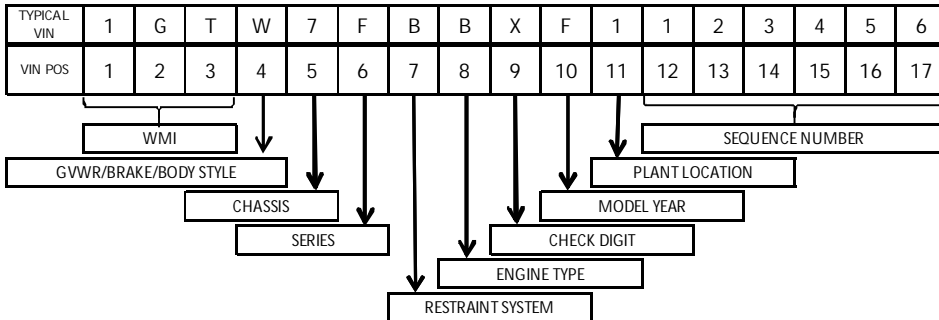 TYPICAL VIN 1 G T W 7 F B B X F 1 1 2 3 4 5 6
VIN POS 1 2 3 4 5 6 7 8 9 10 11 12 13 14 15 16 17
WMI
SEQUENCE NUMBER
GVWR/BRAKE/BODY STYLE
PLANT LOCATION
CHASSIS
MODEL YEAR
SERIES
CHECK DIGIT
ENGINE TYPE
RESTRAINT SYSTEM